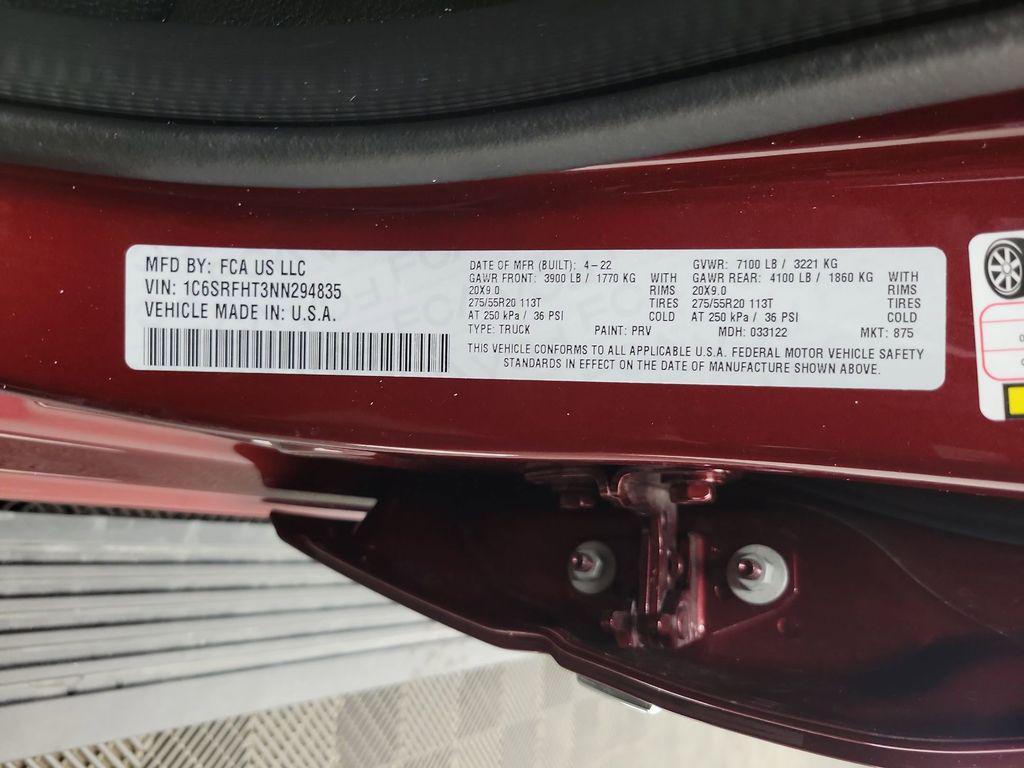 MFD BY: FCA US LLC
VIN: 1C6SRFHT3NN294835
VEHICLE MADE IN: U.S.A.
DATE OF MFR (BUILT): 4-22
GAWR FRONT: 3900 LB / 1770 KG WITH
20X9.0 RIMS
275/55R20 113T TIRES
AT 250 kPa / 36 PSI COLD
TYPE: TRUCK PAINT: PRV
GVWR: 7100 LB / 3221 KG
GAWR REAR: 4100 LB / 1860 KG WITH
20X9.0 RIMS
275/55R20 113T TIRES
AT 250 kPa / 36 PSI COLD
MDH: 033122 MKT: 875
THIS VEHICLE CONFORMS TO ALL APPLICABLE U.S.A. FEDERAL MOTOR VEHICLE SAFETY
STANDARDS IN EFFECT ON THE DATE OF MANUFACTURE SHOWN ABOVE.